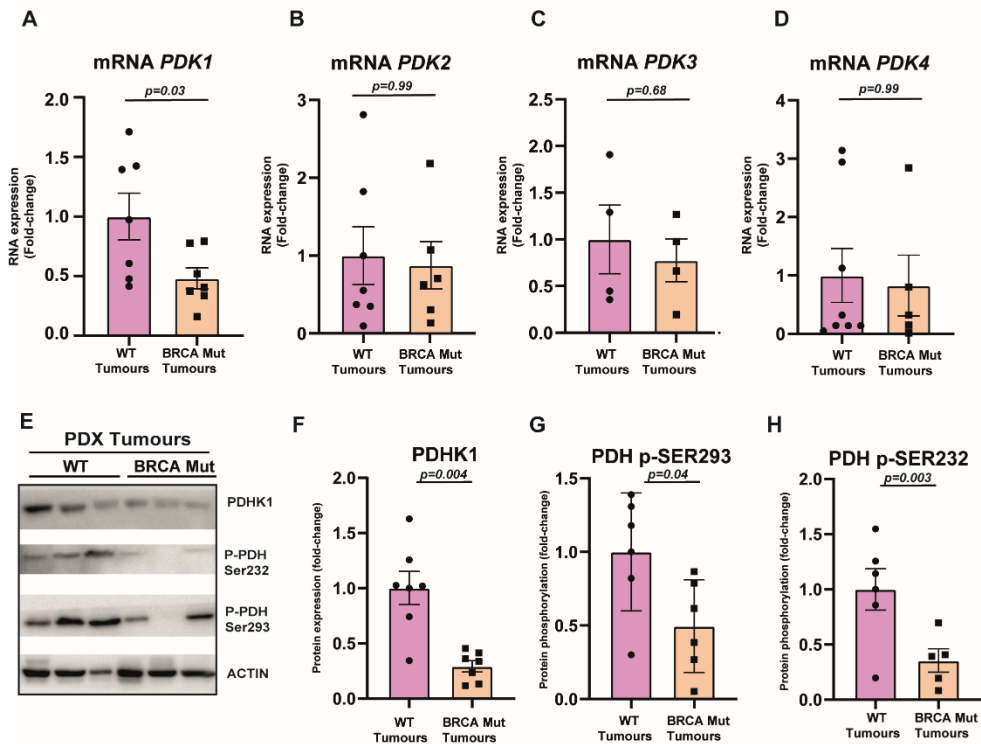 A
mRNA PDK1
p=0.03
RNA expression
(Fold-change)
2.0
1.5
1.0
0.5
0.0
WT
Tumours
BRCA Mut
Tumours
B
mRNA PDK2
p=0.99
RNA expression
(Fold-change)
3
2
1
0
WT
Tumours
BRCA Mut
Tumours
C
mRNA PDK3
p=0.68
RNA expression
(Fold-change)
2.5
2.0
1.5
1.0
0.5
0.0
WT
Tumours
BRCA Mut
Tumours
D
mRNA PDK4
p=0.99
RNA expression
(Fold-change)
4
3
2
1
0
WT
Tumours
BRCA Mut
Tumours
E
PDX Tumours
WT BRCA Mut
PDHK1
P-PDH
Ser232
P-PDH
Ser293
ACTIN
F
PDHK1
p=0.004
Protein expression (fold-change)
2.0
1.5
1.0
0.5
0.0
WT
Tumours
BRCA Mut
Tumours
G
PDH p-SER293
p=0.04
Protein phosphorylation (fold-change)
1.5
1.0
0.5
0.0
WT
Tumours
BRCA Mut
Tumours
H
PDH p-SER232
p=0.003
Protein phosphorylation (fold-change)
2.0
1.5
1.0
0.5
0.0
WT
Tumours
BRCA Mut
Tumours